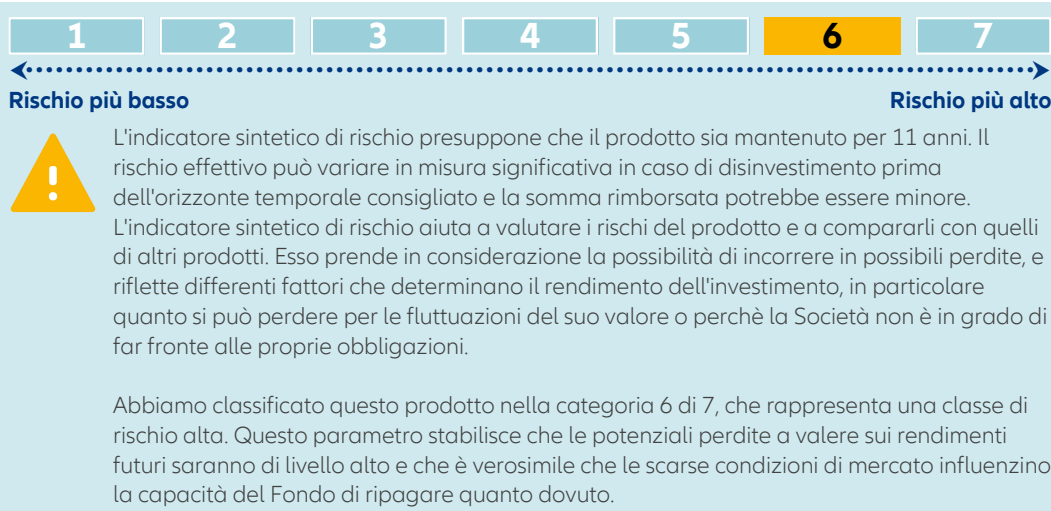 1 2 3 4 5 6 7
Rischio più basso Rischio più alto
L'indicatore sintetico di rischio presuppone che il prodotto sia mantenuto per 11 anni. Il
rischio effettivo può variare in misura significativa in caso di disinvestimento prima
dell'orizzonte temporale consigliato e la somma rimborsata potrebbe essere minore.
L'indicatore sintetico di rischio aiuta a valutare i rischi del prodotto e a compararli con quelli
di altri prodotti. Esso prende in considerazione la possibilità di incorrere in possibili perdite, e
riflette differenti fattori che determinano il rendimento dell'investimento, in particolare
quanto si può perdere per le fluttuazioni del suo valore o perchè la Società non è in grado di
far fronte alle proprie obbligazioni.
Abbiamo classificato questo prodotto nella categoria 6 di 7, che rappresenta una classe di
rischio alta. Questo parametro stabilisce che le potenziali perdite a valere sui rendimenti
futuri saranno di livello alto e che è verosimile che le scarse condizioni di mercato influenzino
la capacità del Fondo di ripagare quanto dovuto.